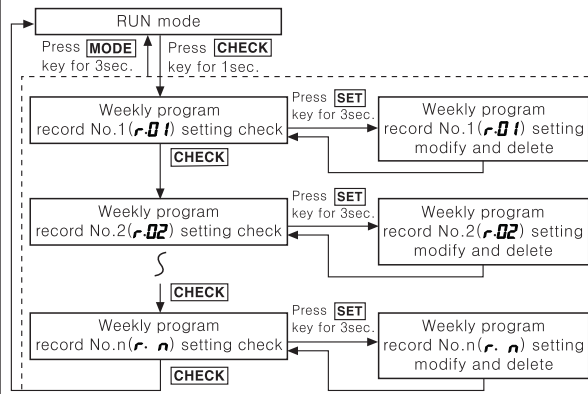 RUN mode
Press MODE
key for 3sec.
Press CHECK
key for 1sec.
Weekly program
record No.1(r.01) setting check
Press SET
key for 3sec.
Weekly program
record No.1(r.01) setting
modify and delete
CHECK
Weekly program
record No.2(r.02) setting check
Press SET
key for 3sec.
Weekly program
record No.2(r.02) setting
modify and delete
CHECK
Weekly program
record No.n(r. n) setting check
Press SET
key for 3sec.
Weekly program
record No.n(r. n) setting
modify and delete
CHECK